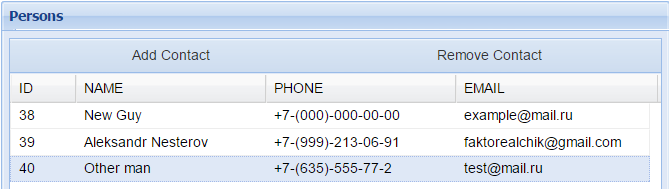 Persons
Add Contact Remove Contact
ID NAME PHONE EMAIL
38 New Guy +7-(000)-000-00-00 example@mail.ru
39 Aleksandr Nesterov +7-(999)-213-06-91 faktorealchik@gmail.com
40 Other man +7-(635)-555-77-2 test@mail.ru